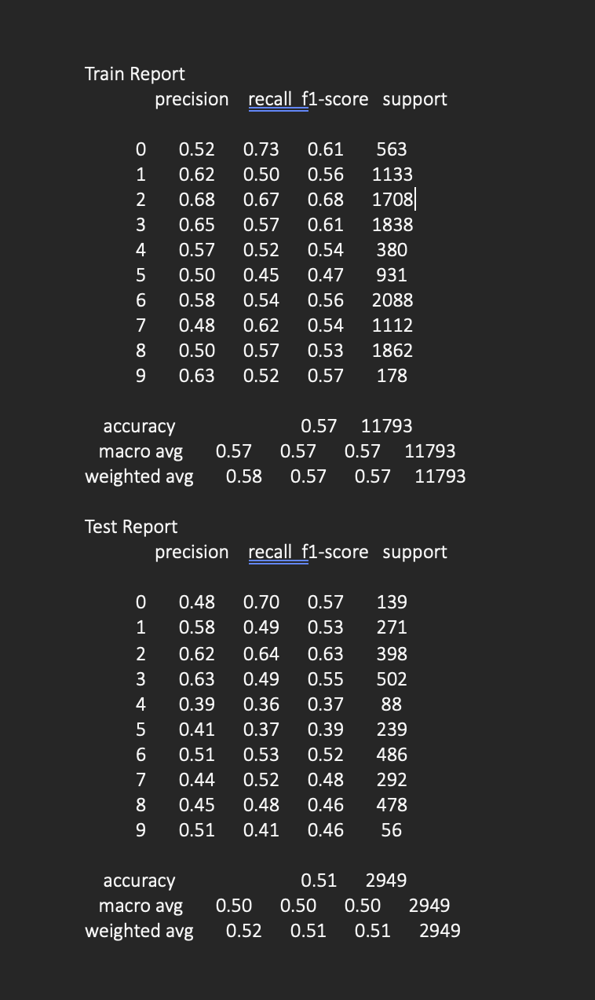 Train Report
precision recall f1-score support
0 0.52 0.73 0.61 563
1 0.62 0.50 0.56 1133
2 0.68 0.67 0.68 1708
3 0.65 0.57 0.61 1838
4 0.57 0.52 0.54 380
5 0.50 0.45 0.47 931
6 0.58 0.54 0.56 2088
7 0.48 0.62 0.54 1112
8 0.50 0.57 0.53 1862
9 0.63 0.52 0.57 178
accuracy 0.57 11793
macro avg 0.57 0.57 0.57 11793
weighted avg 0.58 0.57 0.57 11793
Test Report
precision recall f1-score support
0 0.48 0.70 0.57 139
1 0.58 0.49 0.53 271
2 0.62 0.64 0.63 398
3 0.63 0.49 0.55 502
4 0.39 0.36 0.37 88
5 0.41 0.37 0.39 239
6 0.51 0.53 0.52 486
7 0.44 0.52 0.48 292
8 0.45 0.48 0.46 478
9 0.51 0.41 0.46 56
accuracy 0.51 2949
macro avg 0.50 0.50 0.50 2949
weighted avg 0.52 0.51 0.51 2949